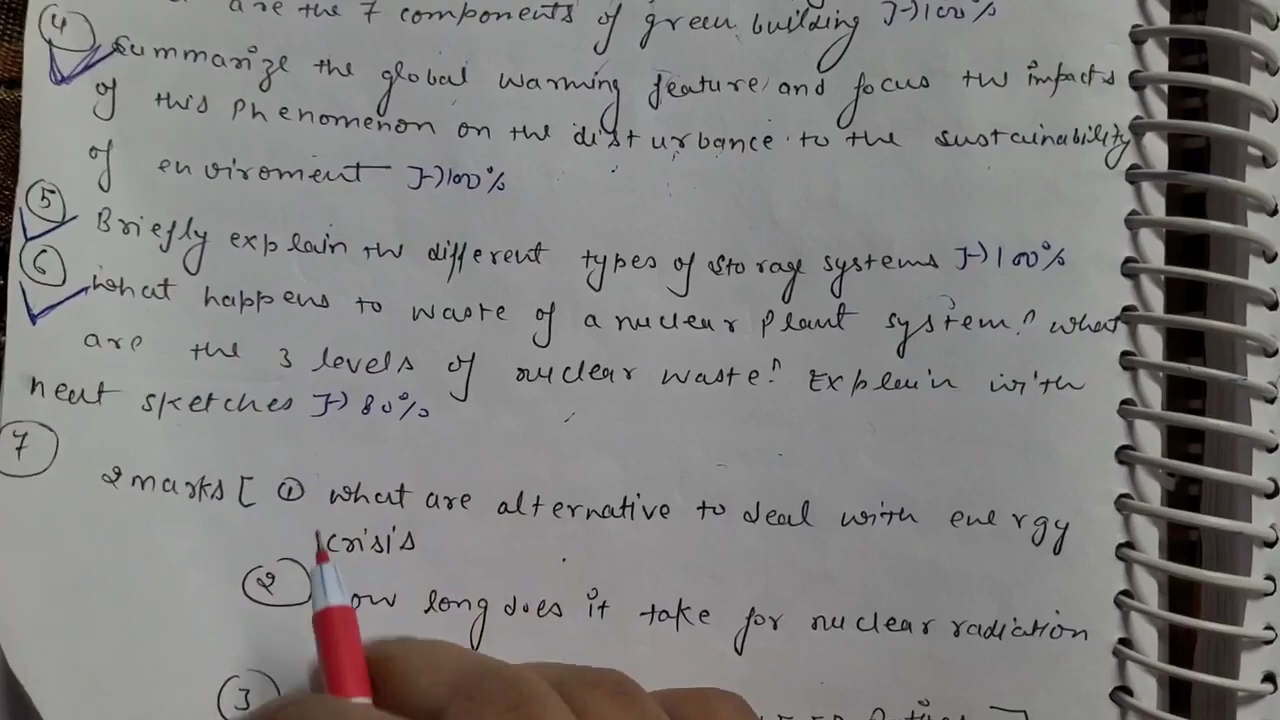 are the 7 components of green building ]→100%
④ Summarize the global warming feature, and focus the impacts
of this Phenomenon on the disturbance to the sustainability
of enviroment ]→100%
⑤ Briefly explain the different types of storage systems ]→100%
⑥ what happens to waste of a nuclear plant system? what
are the 3 levels of nuclear waste? Explain with
neat sketches ]→80%
⑦
2 marks [ ① what are alternative to deal with energy
crisis
② ow long does it take for nuclear radiation
③